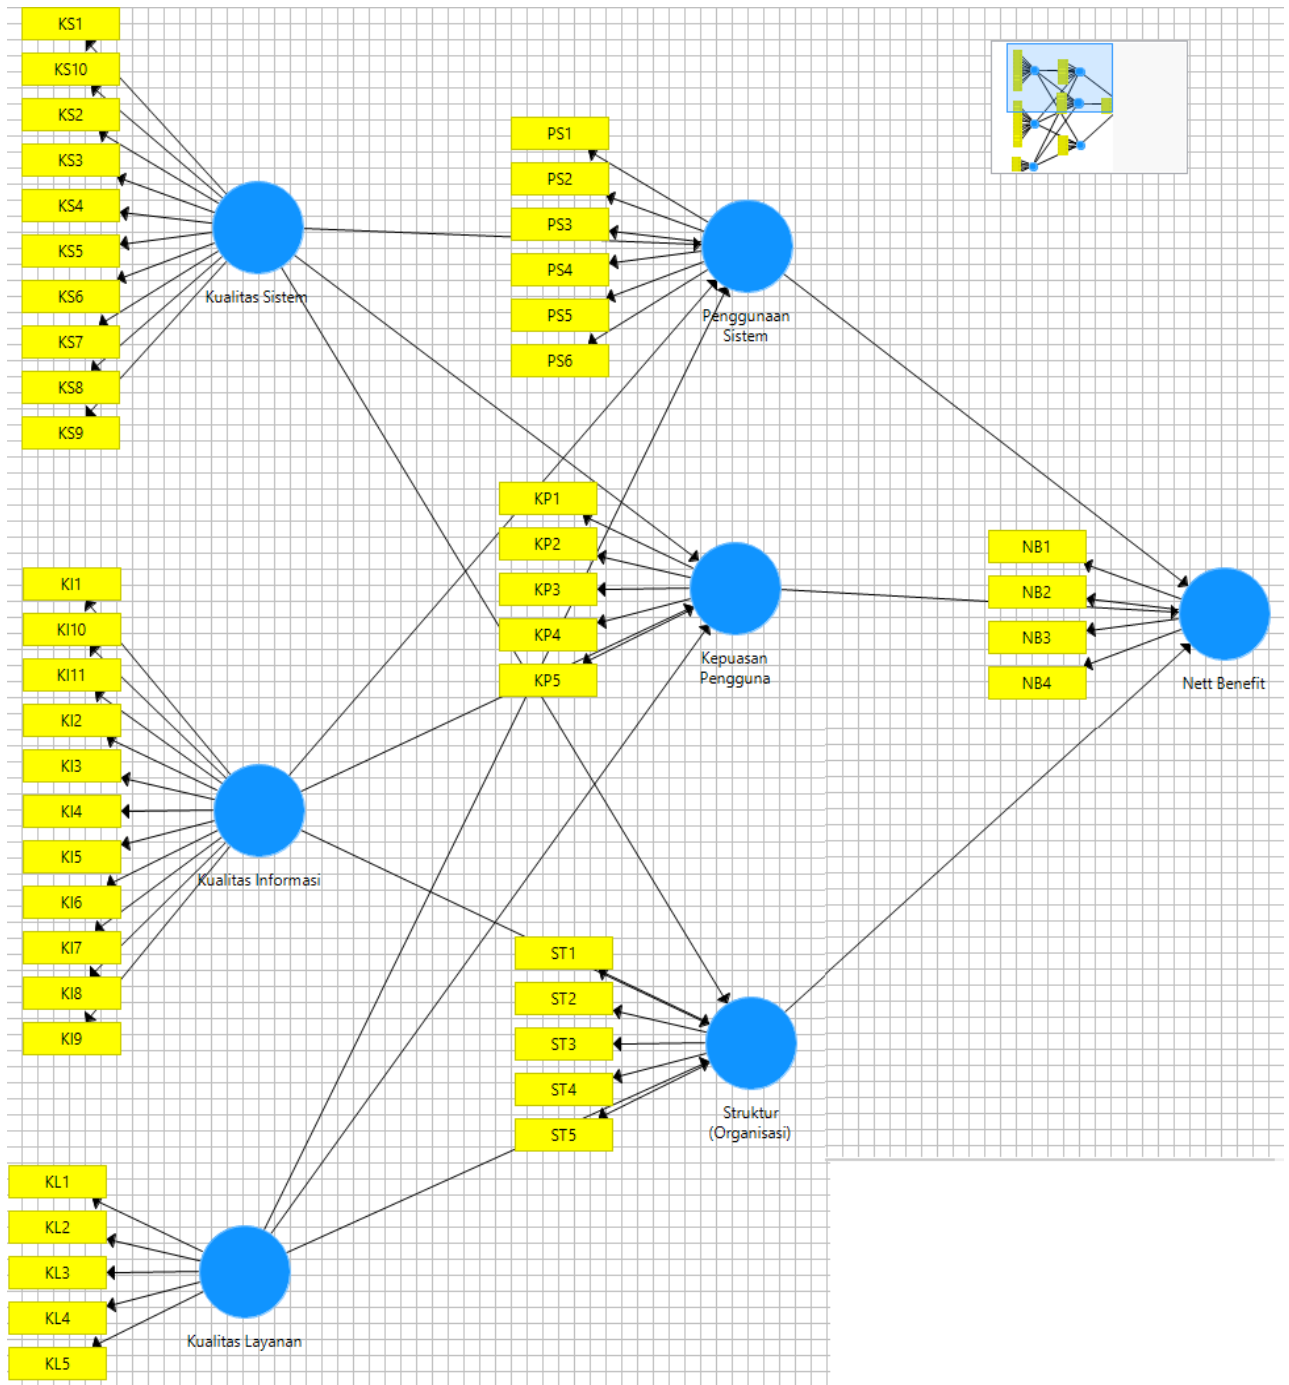 KS1
KS10
KS2
KS3
KS4
KS5
KS6
KS7
KS8
KS9
Kualitas Sistem
PS1
PS2
PS3
PS4
PS5
PS6
Penggunaan
Sistem
KP1
KP2
KP3
KP4
KP5
Kepuasan
Pengguna
NB1
NB2
NB3
NB4
Nett Benefit
KI1
KI10
KI11
KI2
KI3
KI4
KI5
KI6
KI7
KI8
KI9
Kualitas Informasi
ST1
ST2
ST3
ST4
ST5
Struktur
(Organisasi)
KL1
KL2
KL3
KL4
KL5
Kualitas Layanan